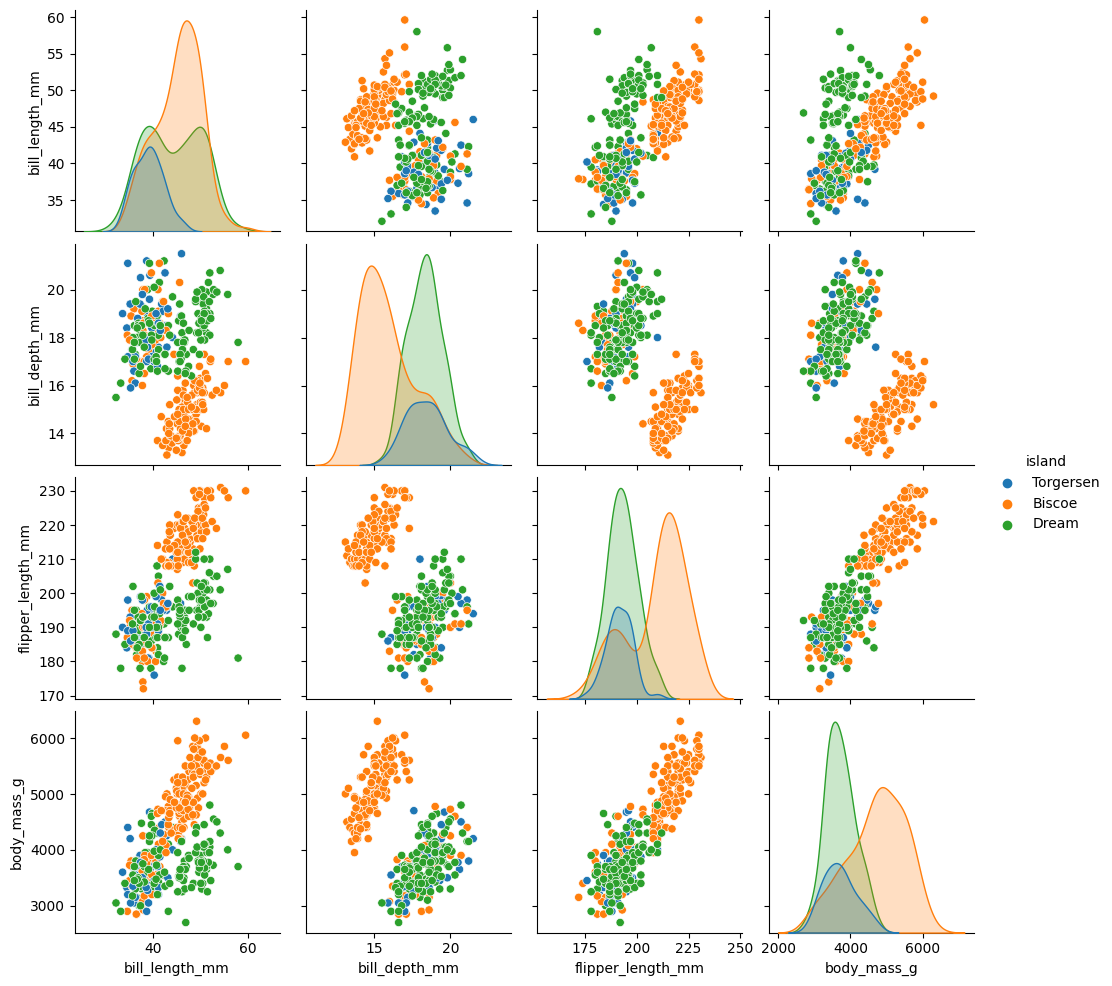 60
55
50
45
40
35
bill_length_mm
20
18
16
14
bill_depth_mm
230
220
210
200
190
180
170
flipper_length_mm
6000
5000
4000
3000
body_mass_g
40 60
bill_length_mm
15 20
bill_depth_mm
175 200 225 250
flipper_length_mm
2000 4000 6000
body_mass_g
island
Torgersen
Biscoe
Dream